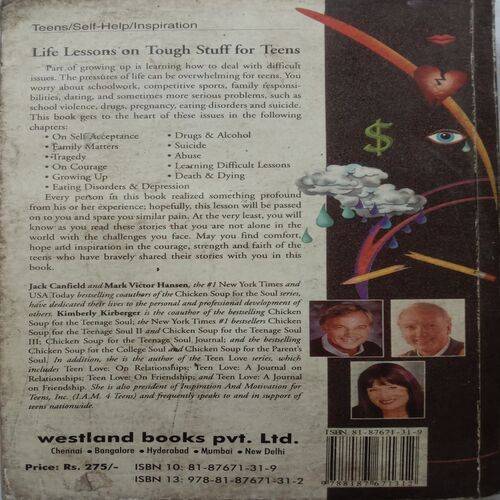 Teens/Self-Help/Inspiration
Life Lessons on Tough Stuff for Teens
Part of growing up is learning how to deal with difficult
issues. The pressures of life can be overwhelming for teens. You
worry about schoolwork, competitive sports, family responsi-
bilities, dating, and sometimes more serious problems, such as
school violence, drugs, pregnancy, eating disorders and suicide.
This book gets to the heart of these issues in the following
chapters:
• On Self Acceptance • Drugs & Alcohol
• Family Matters • Suicide
• Tragedy • Abuse
• On Courage • Learning Difficult Lessons
• Growing Up • Death & Dying
• Eating Disorders & Depression
Every person in this book realized something profound
from his or her experience; hopefully, this lesson will be passed
on to you and spare you similar pain. At the very least, you will
know as you read these stories that you are not alone in the
world with the challenges you face. May you find comfort,
hope and inspiration in the courage, strength and faith of the
teens who have bravely shared their stories with you in this
book.
Jack Canfield and Mark Victor Hansen, the #1 New York Times and
USA Today bestselling coauthors of the Chicken Soup for the Soul series,
have dedicated their lives to the personal and professional development of
others. Kimberly Kirberger is the coauthor of the bestselling Chicken
Soup for the Teenage Soul; the New York Times #1 bestsellers Chicken
Soup for the Teenage Soul II and Chicken Soup for the Teenage Soul
III; Chicken Soup for the Teenage Soul Journal; and the bestselling
Chicken Soup for the College Soul and Chicken Soup for the Parent's
Soul. In addition, she is the author of the Teen Love series, which
includes Teen Love: On Relationships; Teen Love: A Journal on
Relationships; Teen Love: On Friendship; and Teen Love: A Journal
on Friendship. She is also president of Inspiration And Motivation for
Teens, Inc. (I.A.M. 4 Teens) and frequently speaks to and in support of
teens nationwide.
westland books pvt. Ltd.
Chennai • Bangalore • Hyderabad • Mumbai • New Delhi
Price: Rs. 275/- ISBN 10: 81-87671-31-9
ISBN 13: 978-81-87671-31-2
$
ISBN 81-87671-31-9
9788187671312